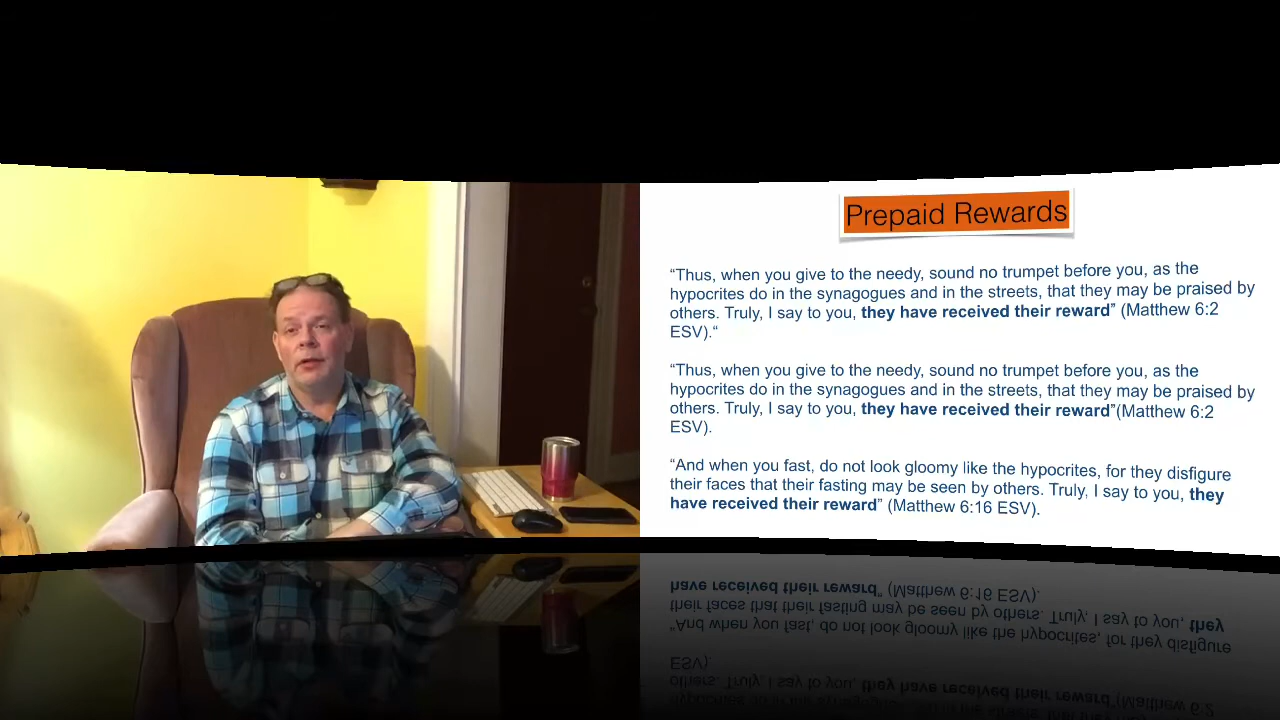 Prepaid Rewards
“Thus, when you give to the needy, sound no trumpet before you, as the
hypocrites do in the synagogues and in the streets, that they may be praised by
others. Truly, I say to you, they have received their reward” (Matthew 6:2
ESV).“
“Thus, when you give to the needy, sound no trumpet before you, as the
hypocrites do in the synagogues and in the streets, that they may be praised by
others. Truly, I say to you, they have received their reward”(Matthew 6:2
ESV).
“And when you fast, do not look gloomy like the hypocrites, for they disfigure
their faces that their fasting may be seen by others. Truly, I say to you, they
have received their reward” (Matthew 6:16 ESV).